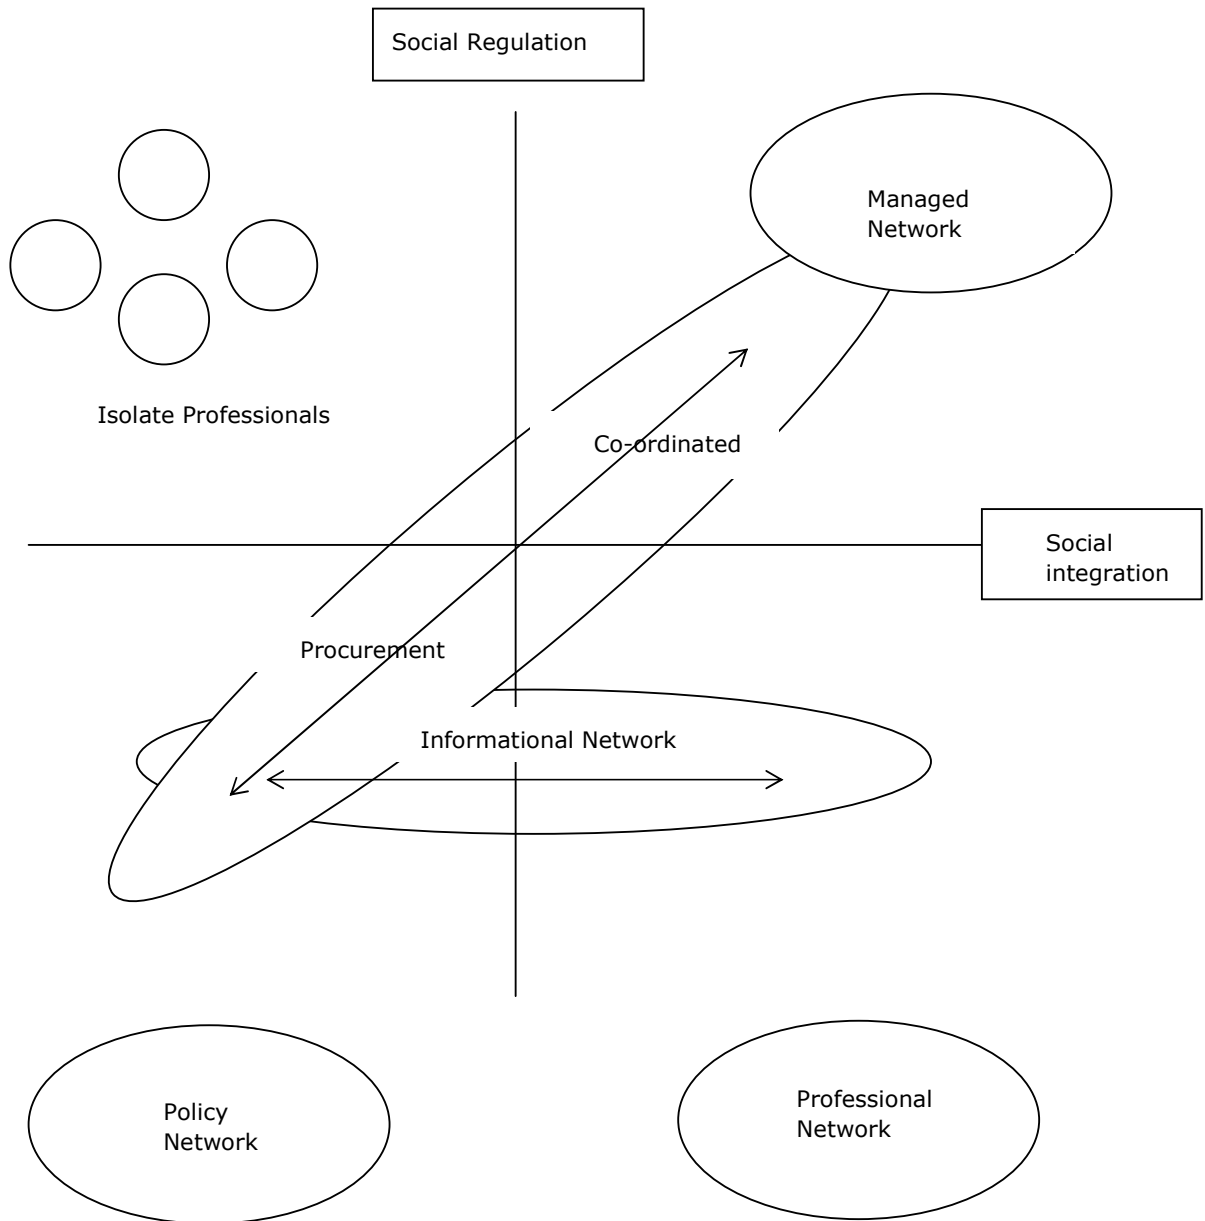 Social Regulation
Managed
Network
Isolate Professionals
Co-ordinated
Social
integration
Procurement
Informational Network
Policy
Network
Professional
Network